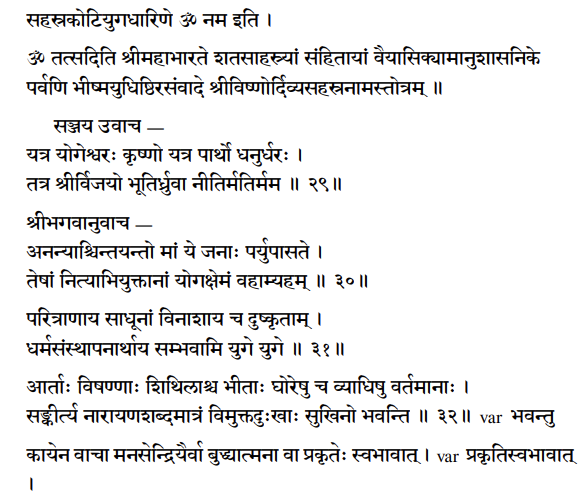 सहस्रकोटियुगधारिणे ॐ नम इति ।
ॐ तत्सदिति श्रीमहाभारते शतसाहस्र्यां संहितायां वैयासिक्यामानुशासनिके
पर्वणि भीष्मयुधिष्ठिरसंवादे श्रीविष्णोर्दिव्यसहस्रनामस्तोत्रम् ॥
सञ्जय उवाच —
यत्र योगेश्वरः कृष्णो यत्र पार्थो धनुर्धरः ।
तत्र श्रीर्विजयो भूतिर्ध्रुवा नीतिर्मतिर्मम ॥ २९॥
श्रीभगवानुवाच —
अनन्याश्चिन्तयन्तो मां ये जनाः पर्युपासते ।
तेषां नित्याभियुक्तानां योगक्षेमं वहाम्यहम् ॥ ३०॥
परित्राणाय साधूनां विनाशाय च दुष्कृताम् ।
धर्मसंस्थापनार्थाय सम्भवामि युगे युगे ॥ ३१॥
आर्ताः विषण्णाः शिथिलाश्च भीताः घोरेषु च व्याधिषु वर्तमानाः ।
सङ्कीर्त्य नारायणशब्दमात्रं विमुक्तदुःखाः सुखिनो भवन्ति ॥ ३२॥ var भवन्तु
कायेन वाचा मनसेन्द्रियैर्वा बुद्ध्यात्मना वा प्रकृतेः स्वभावात् । var प्रकृतिस्वभावात्
।